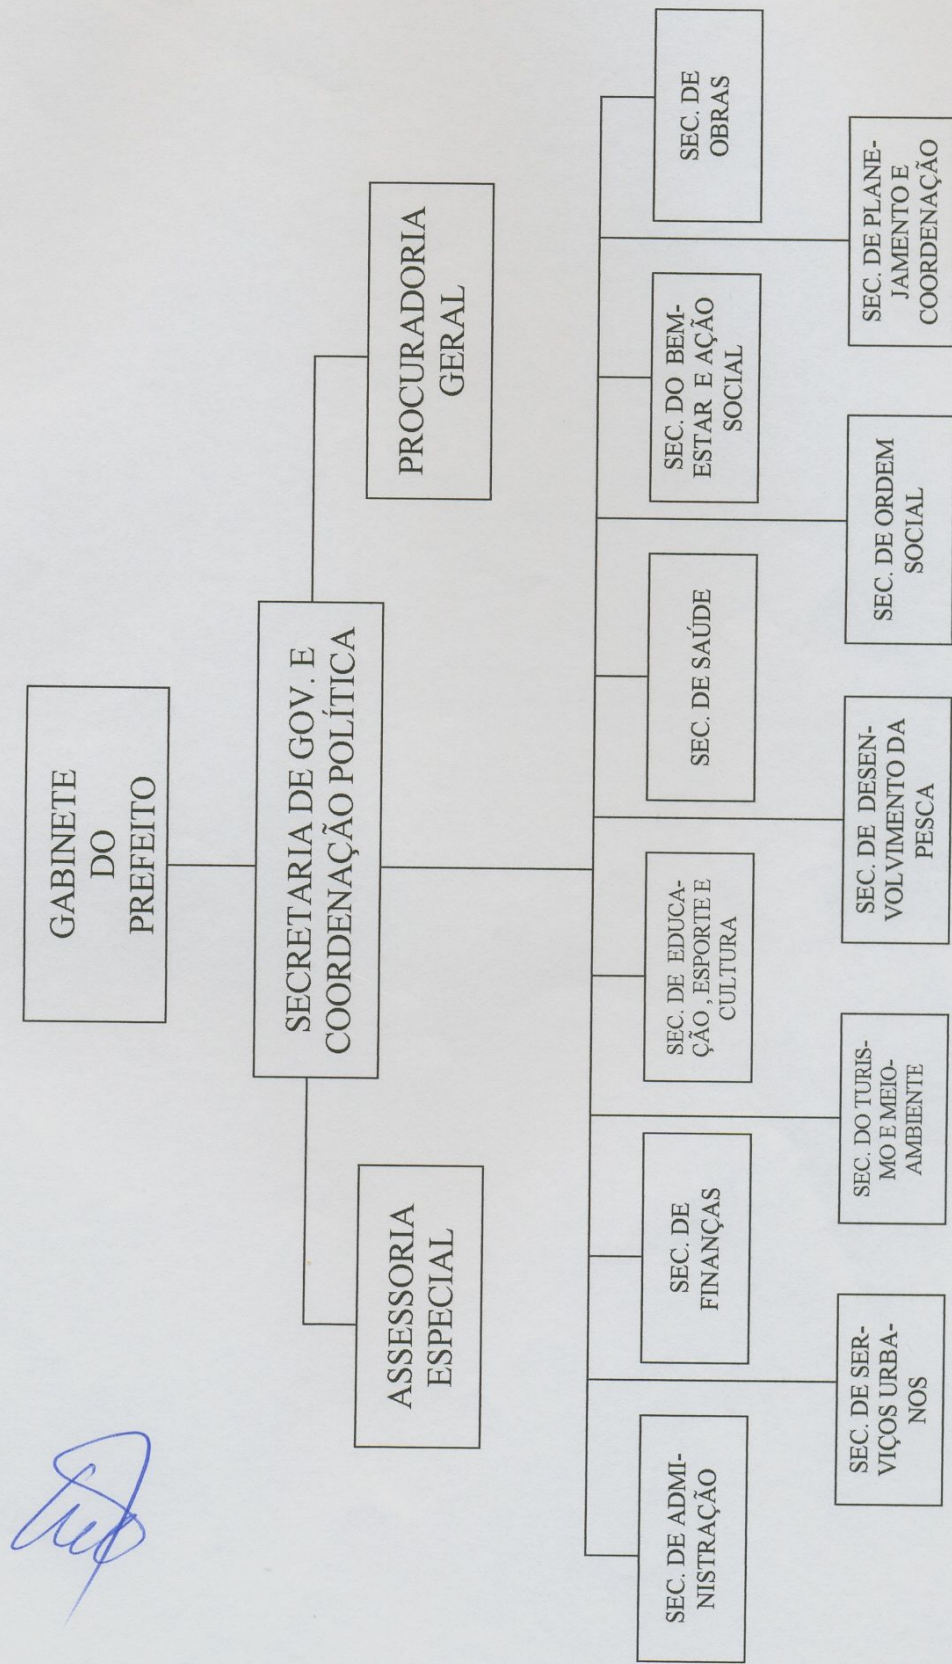 GABINETE
DO
PREFEITO
SECRETARIA DE GOV. E
COORDENAÇÃO POLÍTICA
ASSESSORIA
ESPECIAL
PROCURADORIA
GERAL
SEC. DE ADMI-
NISTRAÇÃO
SEC. DE
FINANÇAS
SEC. DE EDUCA-
ÇÃO , ESPORTE E
CULTURA
SEC. DE SAÚDE
SEC. DO BEM-
ESTAR E AÇÃO
SOCIAL
SEC. DE
OBRAS
SEC. DE SER-
VIÇOS URBA-
NOS
SEC. DO TURIS-
MO E MEIO-
AMBIENTE
SEC. DE DESEN-
VOLVIMENTO DA
PESCA
SEC. DE ORDEM
SOCIAL
SEC. DE PLANE-
JAMENTO E
COORDENAÇÃO